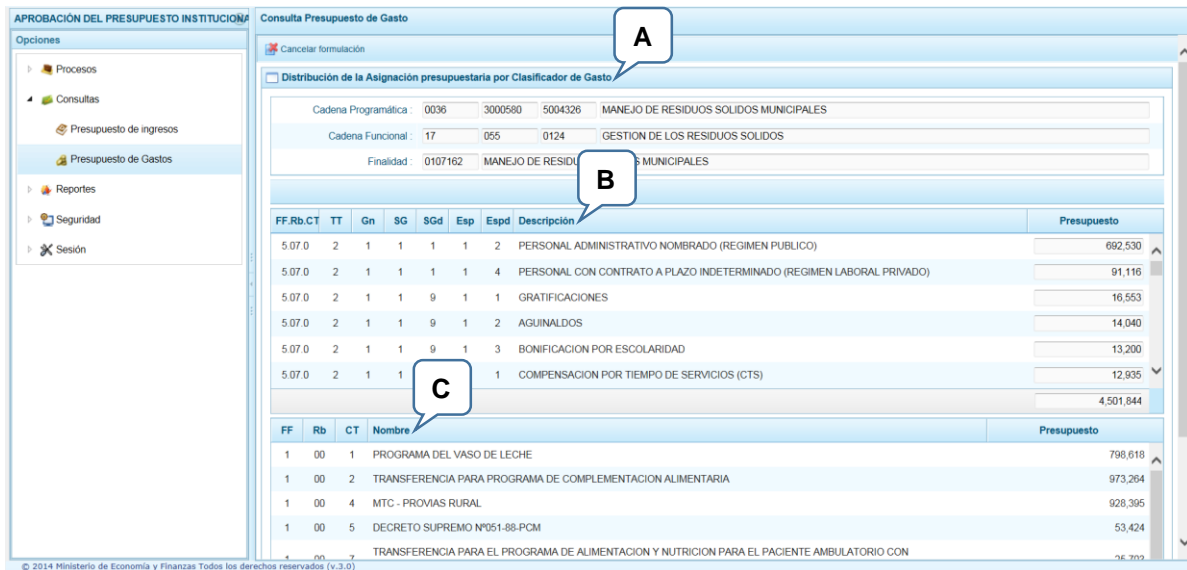 APROBACIÓN DEL PRESUPUESTO INSTITUCIONA
Opciones
Procesos
Consultas
Presupuesto de ingresos
Presupuesto de Gastos
Reportes
Seguridad
Sesión
Consulta Presupuesto de Gasto
Cancelar formulación
A
Distribución de la Asignación presupuestaria por Clasificador de Gasto
Cadena Programática : 0036 3000580 5004326 MANEJO DE RESIDUOS SOLIDOS MUNICIPALES
Cadena Funcional : 17 055 0124 GESTION DE LOS RESIDUOS SOLIDOS
Finalidad : 0107162 MANEJO DE MUNICIPALES
B
FF.Rb.CT TT Gn SG SGd Esp Espd Descripción Presupuesto
5.07.0 2 1 1 1 1 2 PERSONAL ADMINISTRATIVO NOMBRADO (REGIMEN PUBLICO) 692,530
5.07.0 2 1 1 1 1 4 PERSONAL CON CONTRATO A PLAZO INDETERMINADO (REGIMEN LABORAL PRIVADO) 91,116
5.07.0 2 1 1 9 1 1 GRATIFICACIONES 16,553
5.07.0 2 1 1 9 1 2 AGUINALDOS 14,040
5.07.0 2 1 1 9 1 3 BONIFICACION POR ESCOLARIDAD 13,200
5.07.0 2 1 1 1 COMPENSACION POR TIEMPO DE SERVICIOS (CTS) 12,935
4,501,844
C
FF Rb CT Nombre Presupuesto
1 00 1 PROGRAMA DEL VASO DE LECHE 798,618
1 00 2 TRANSFERENCIA PARA PROGRAMA DE COMPLEMENTACION ALIMENTARIA 973,264
1 00 4 MTC - PROVIAS RURAL 928,395
1 00 5 DECRETO SUPREMO Nº051-88-PCM 53,424
TRANSFERENCIA PARA EL PROGRAMA DE ALIMENTACION Y NUTRICION PARA EL PACIENTE AMBULATORIO CON
© 2014 Ministerio de Economía y Finanzas Todos los derechos reservados (v.3.0)